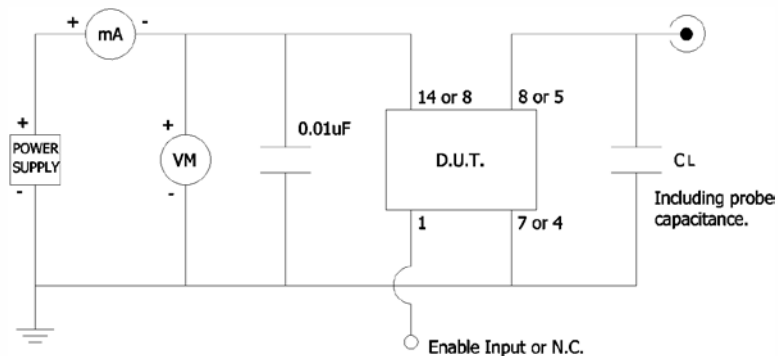 +
mA
-
14 or 8
8 or 5
+
POWER
SUPPLY
-
+
VM
-
0.01uF
D.U.T.
CL
Including probe
capacitance.
1
7 or 4
Enable Input or N.C.